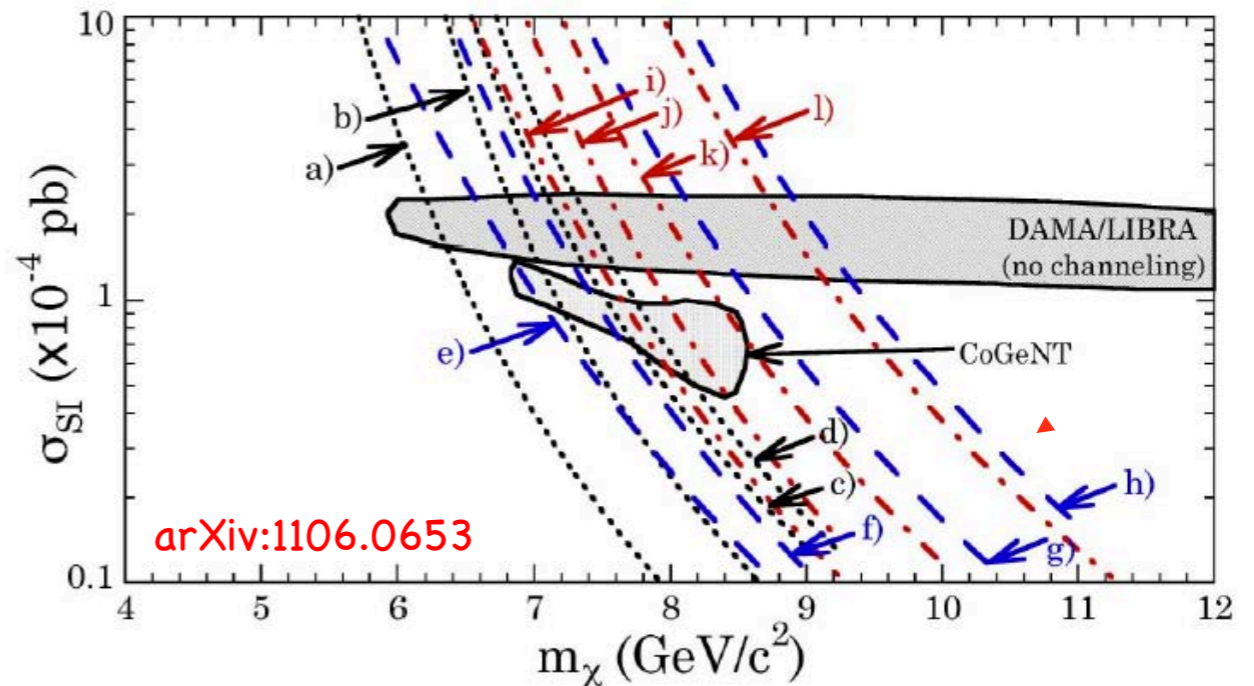 10
1
0.1
σSI (x10⁻⁴ pb)
b)
a)
i)
j)
k)
l)
DAMA/LIBRA
(no channeling)
e)
CoGeNT
d)
c)
f)
g)
h)
arXiv:1106.0653
4 5 6 7 8 9 10 11 12
mχ (GeV/c²)